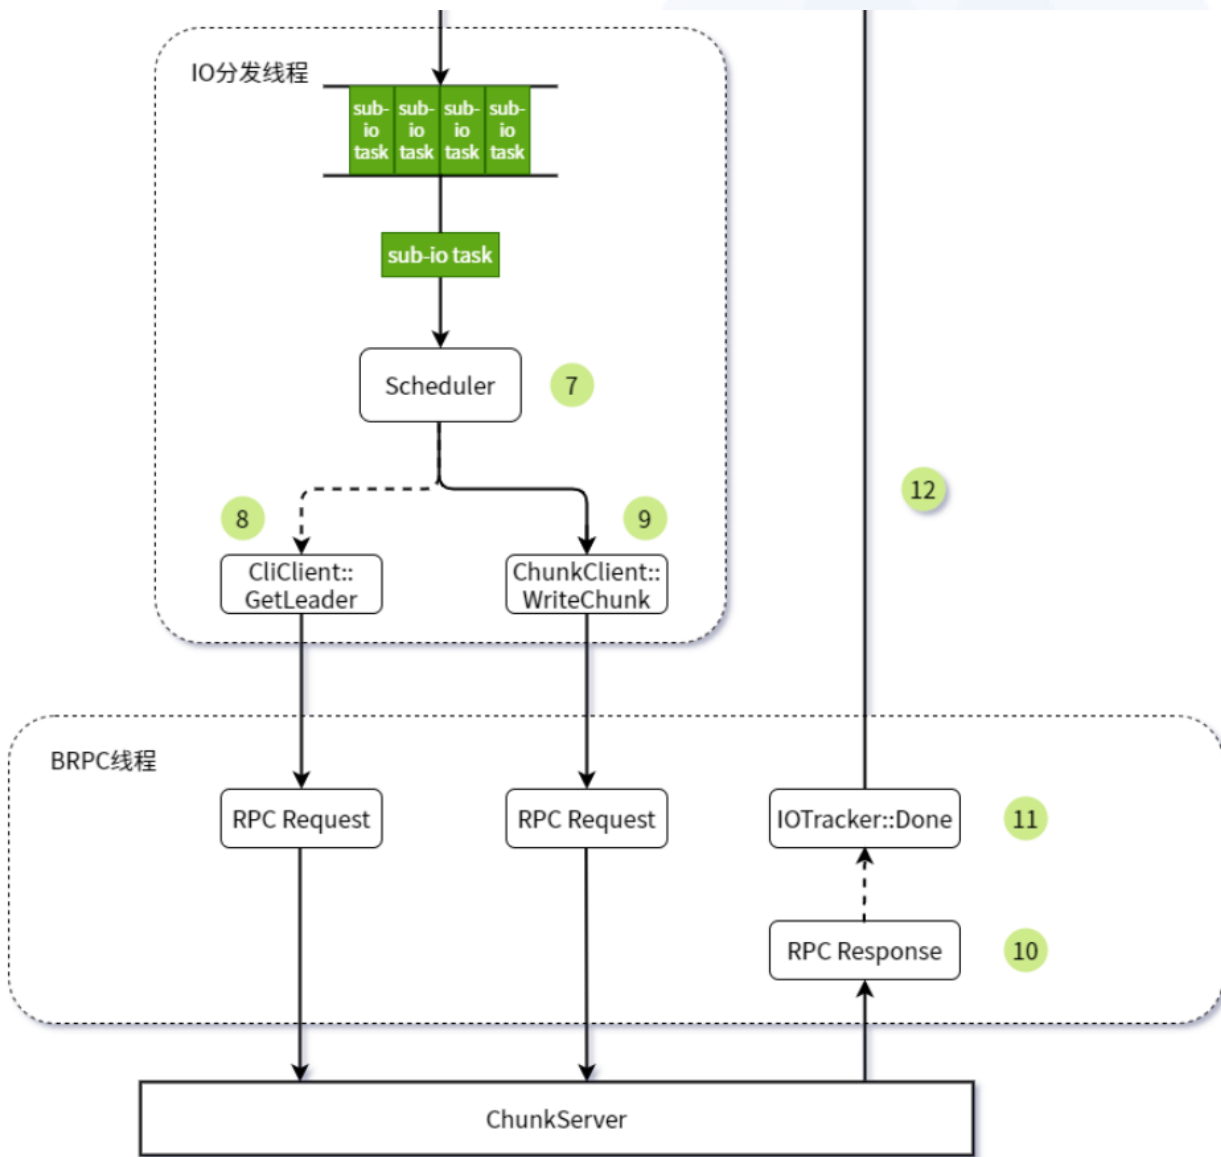 IO分发线程
sub-
io
task
sub-
io
task
sub-
io
task
sub-
io
task
sub-io task
Scheduler
7
8
9
12
CliClient::
GetLeader
ChunkClient::
WriteChunk
BRPC线程
RPC Request
RPC Request
IOTracker::Done
11
RPC Response
10
ChunkServer